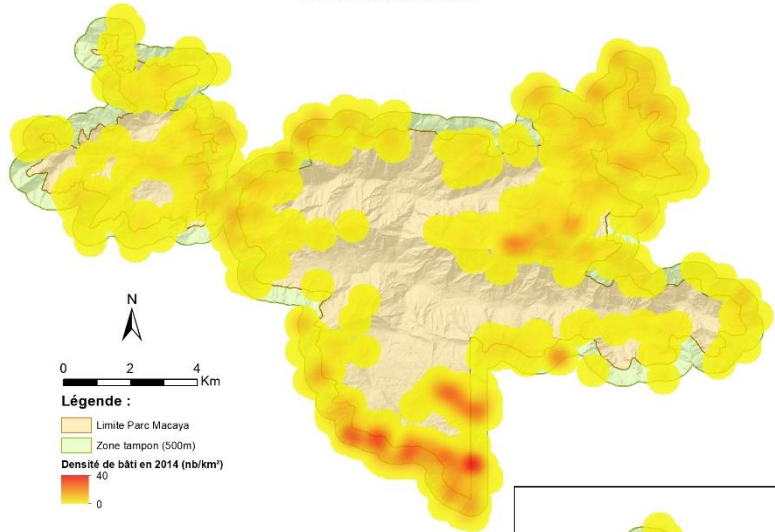 N
0 2 4
Km
Légende :
Limite Parc Macaya
Zone tampon (500m)
Densité de bâti en 2014 (nb/km²)
40
0